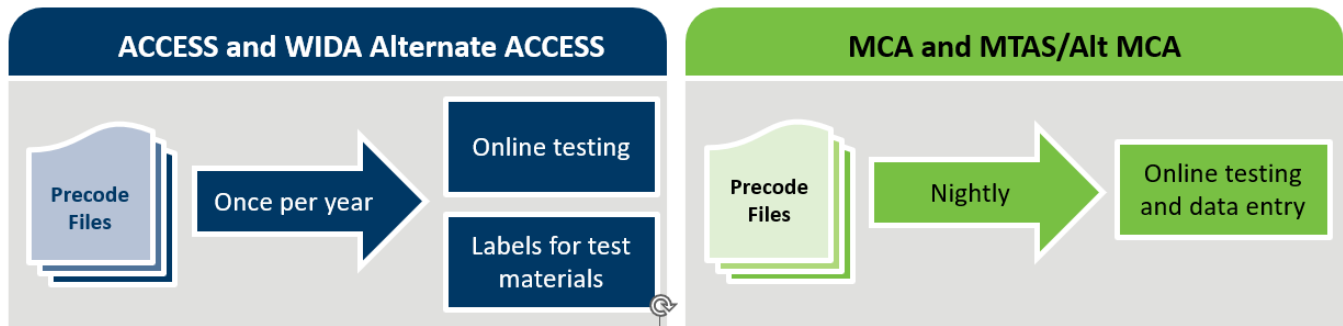 ACCESS and WIDA Alternate ACCESS
Precode
Files
Once per year
Online testing
Labels for test
materials
MCA and MTAS/Alt MCA
Precode
Files
Nightly
Online testing
and data entry